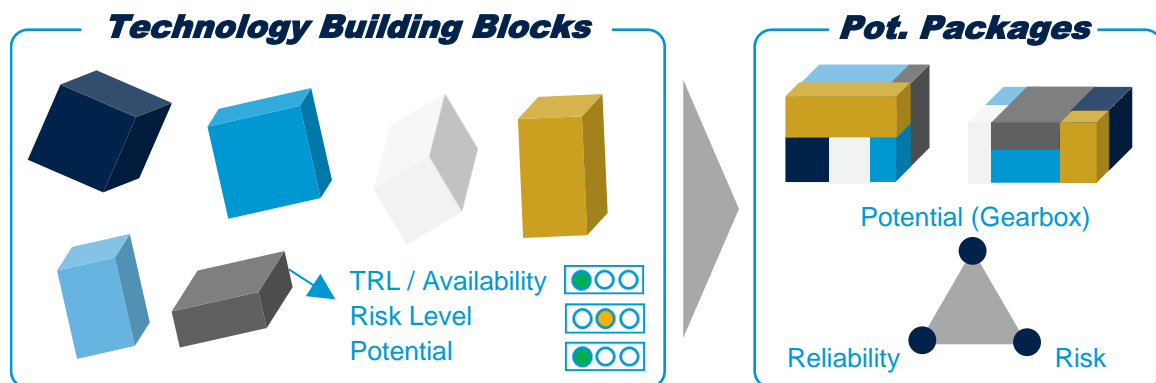 Technology Building Blocks
TRL / Availability
Risk Level
Potential
Pot. Packages
Potential (Gearbox)
Reliability
Risk